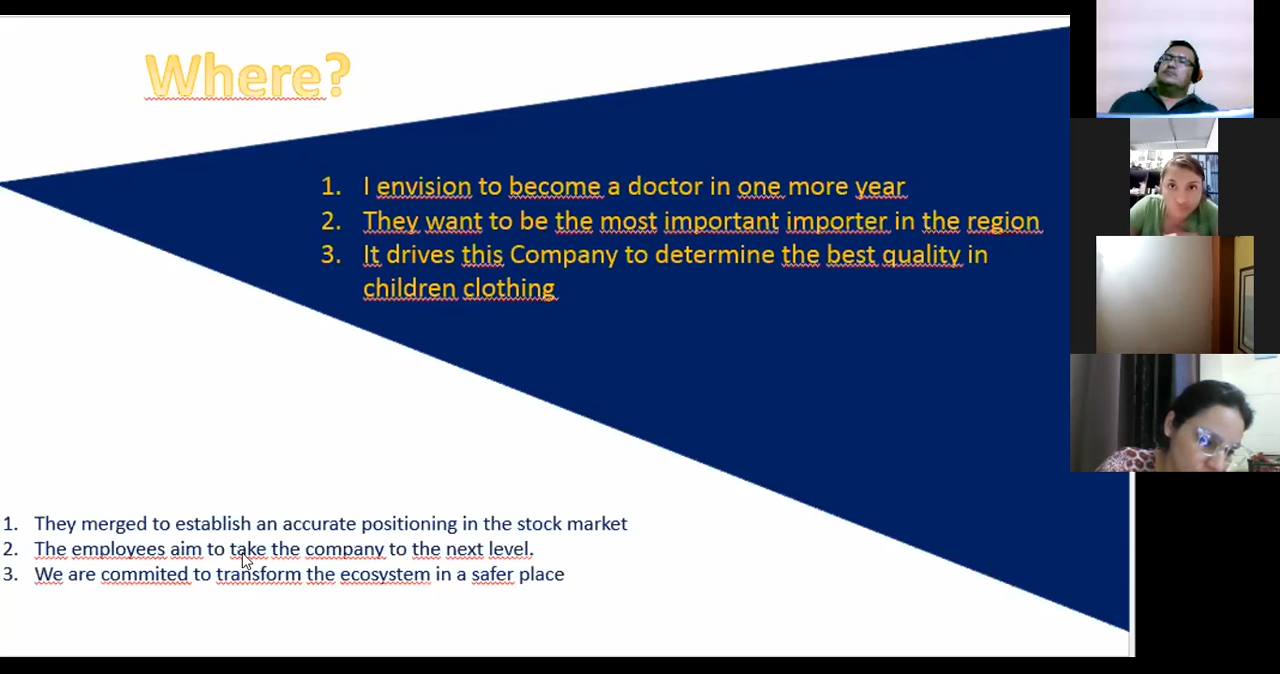 Where?
1. I envision to become a doctor in one more year
2. They want to be the most important importer in the region
3. It drives this Company to determine the best quality in
children clothing
1. They merged to establish an accurate positioning in the stock market
2. The employees aim to take the company to the next level.
3. We are commited to transform the ecosystem in a safer place